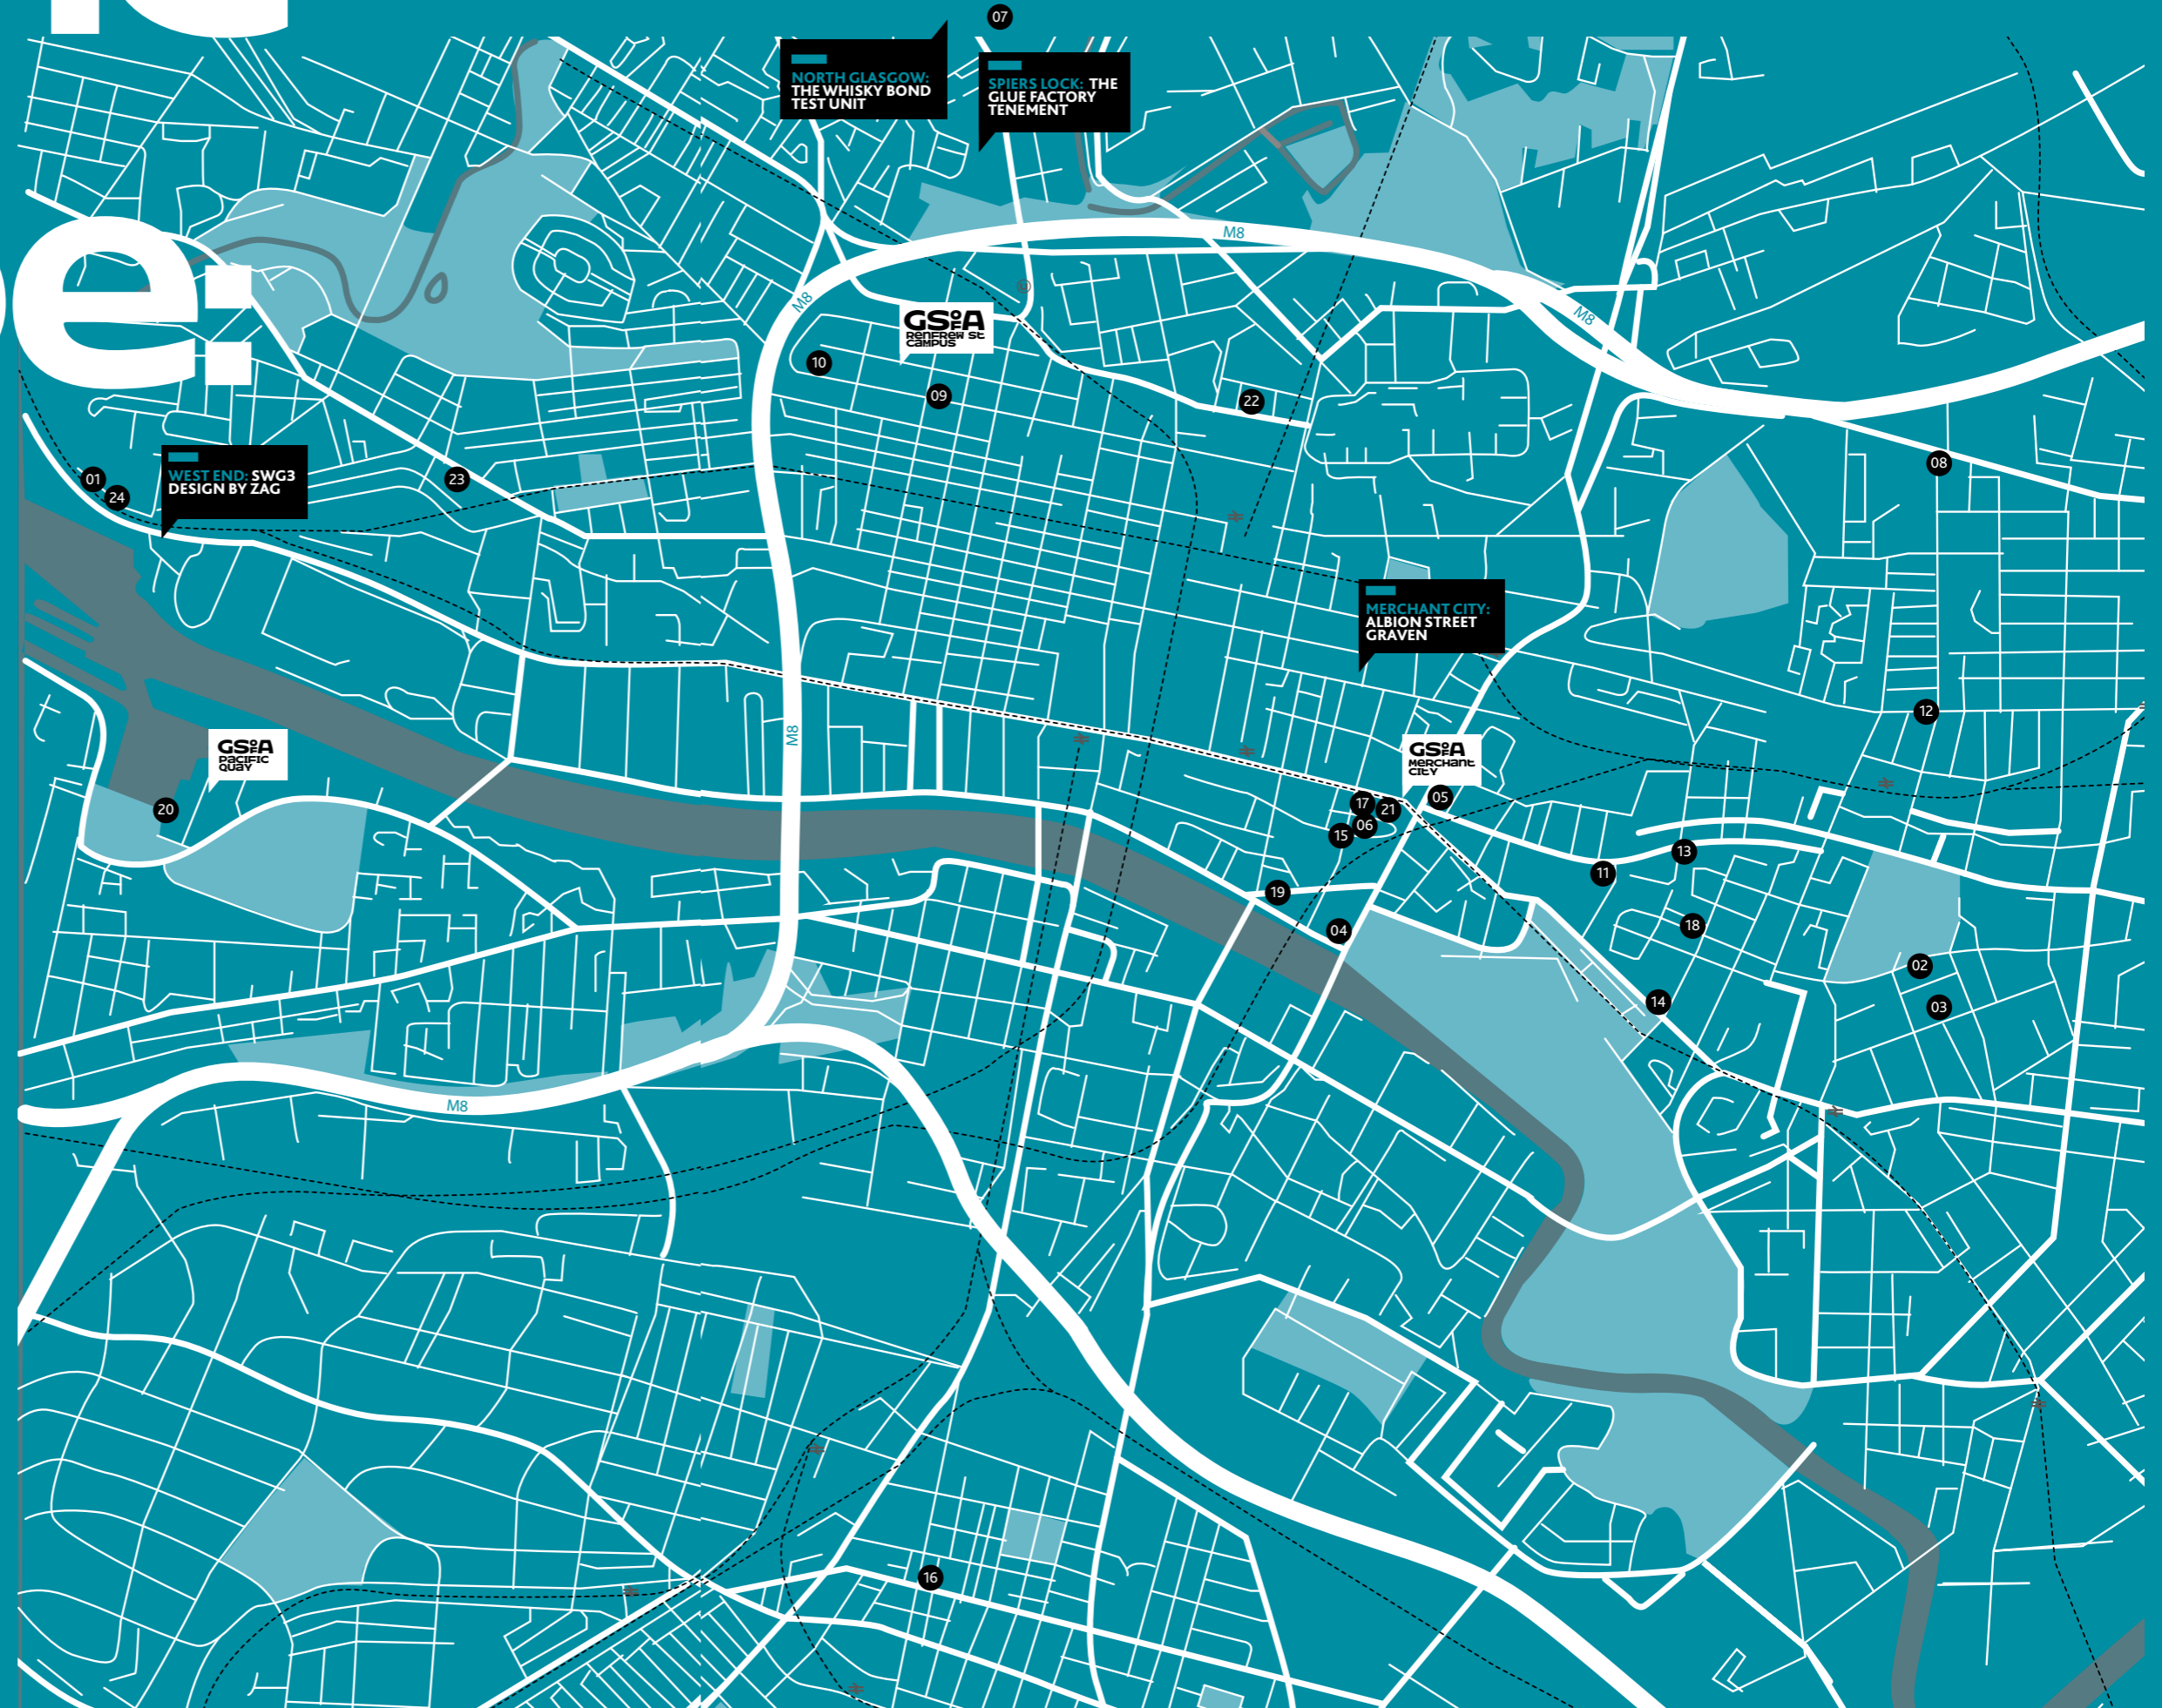 e:
07
NORTH GLASGOW:
THE WHISKY BOND
TEST UNIT
SPIERS LOCK: THE
GLUE FACTORY
TENEMENT
M8
M8
M8
GSofA
RENFREW St
CAMPUS
10
09
22
08
01
24
WEST END: SWG3
DESIGN BY ZAG
23
MERCHANT CITY:
ALBION STREET
GRAVEN
12
M8
GSofA
PACIFIC
QUAY
GSofA
MERCHANT
CITY
20
17
21
05
06
15
13
11
19
18
04
02
14
03
M8
16